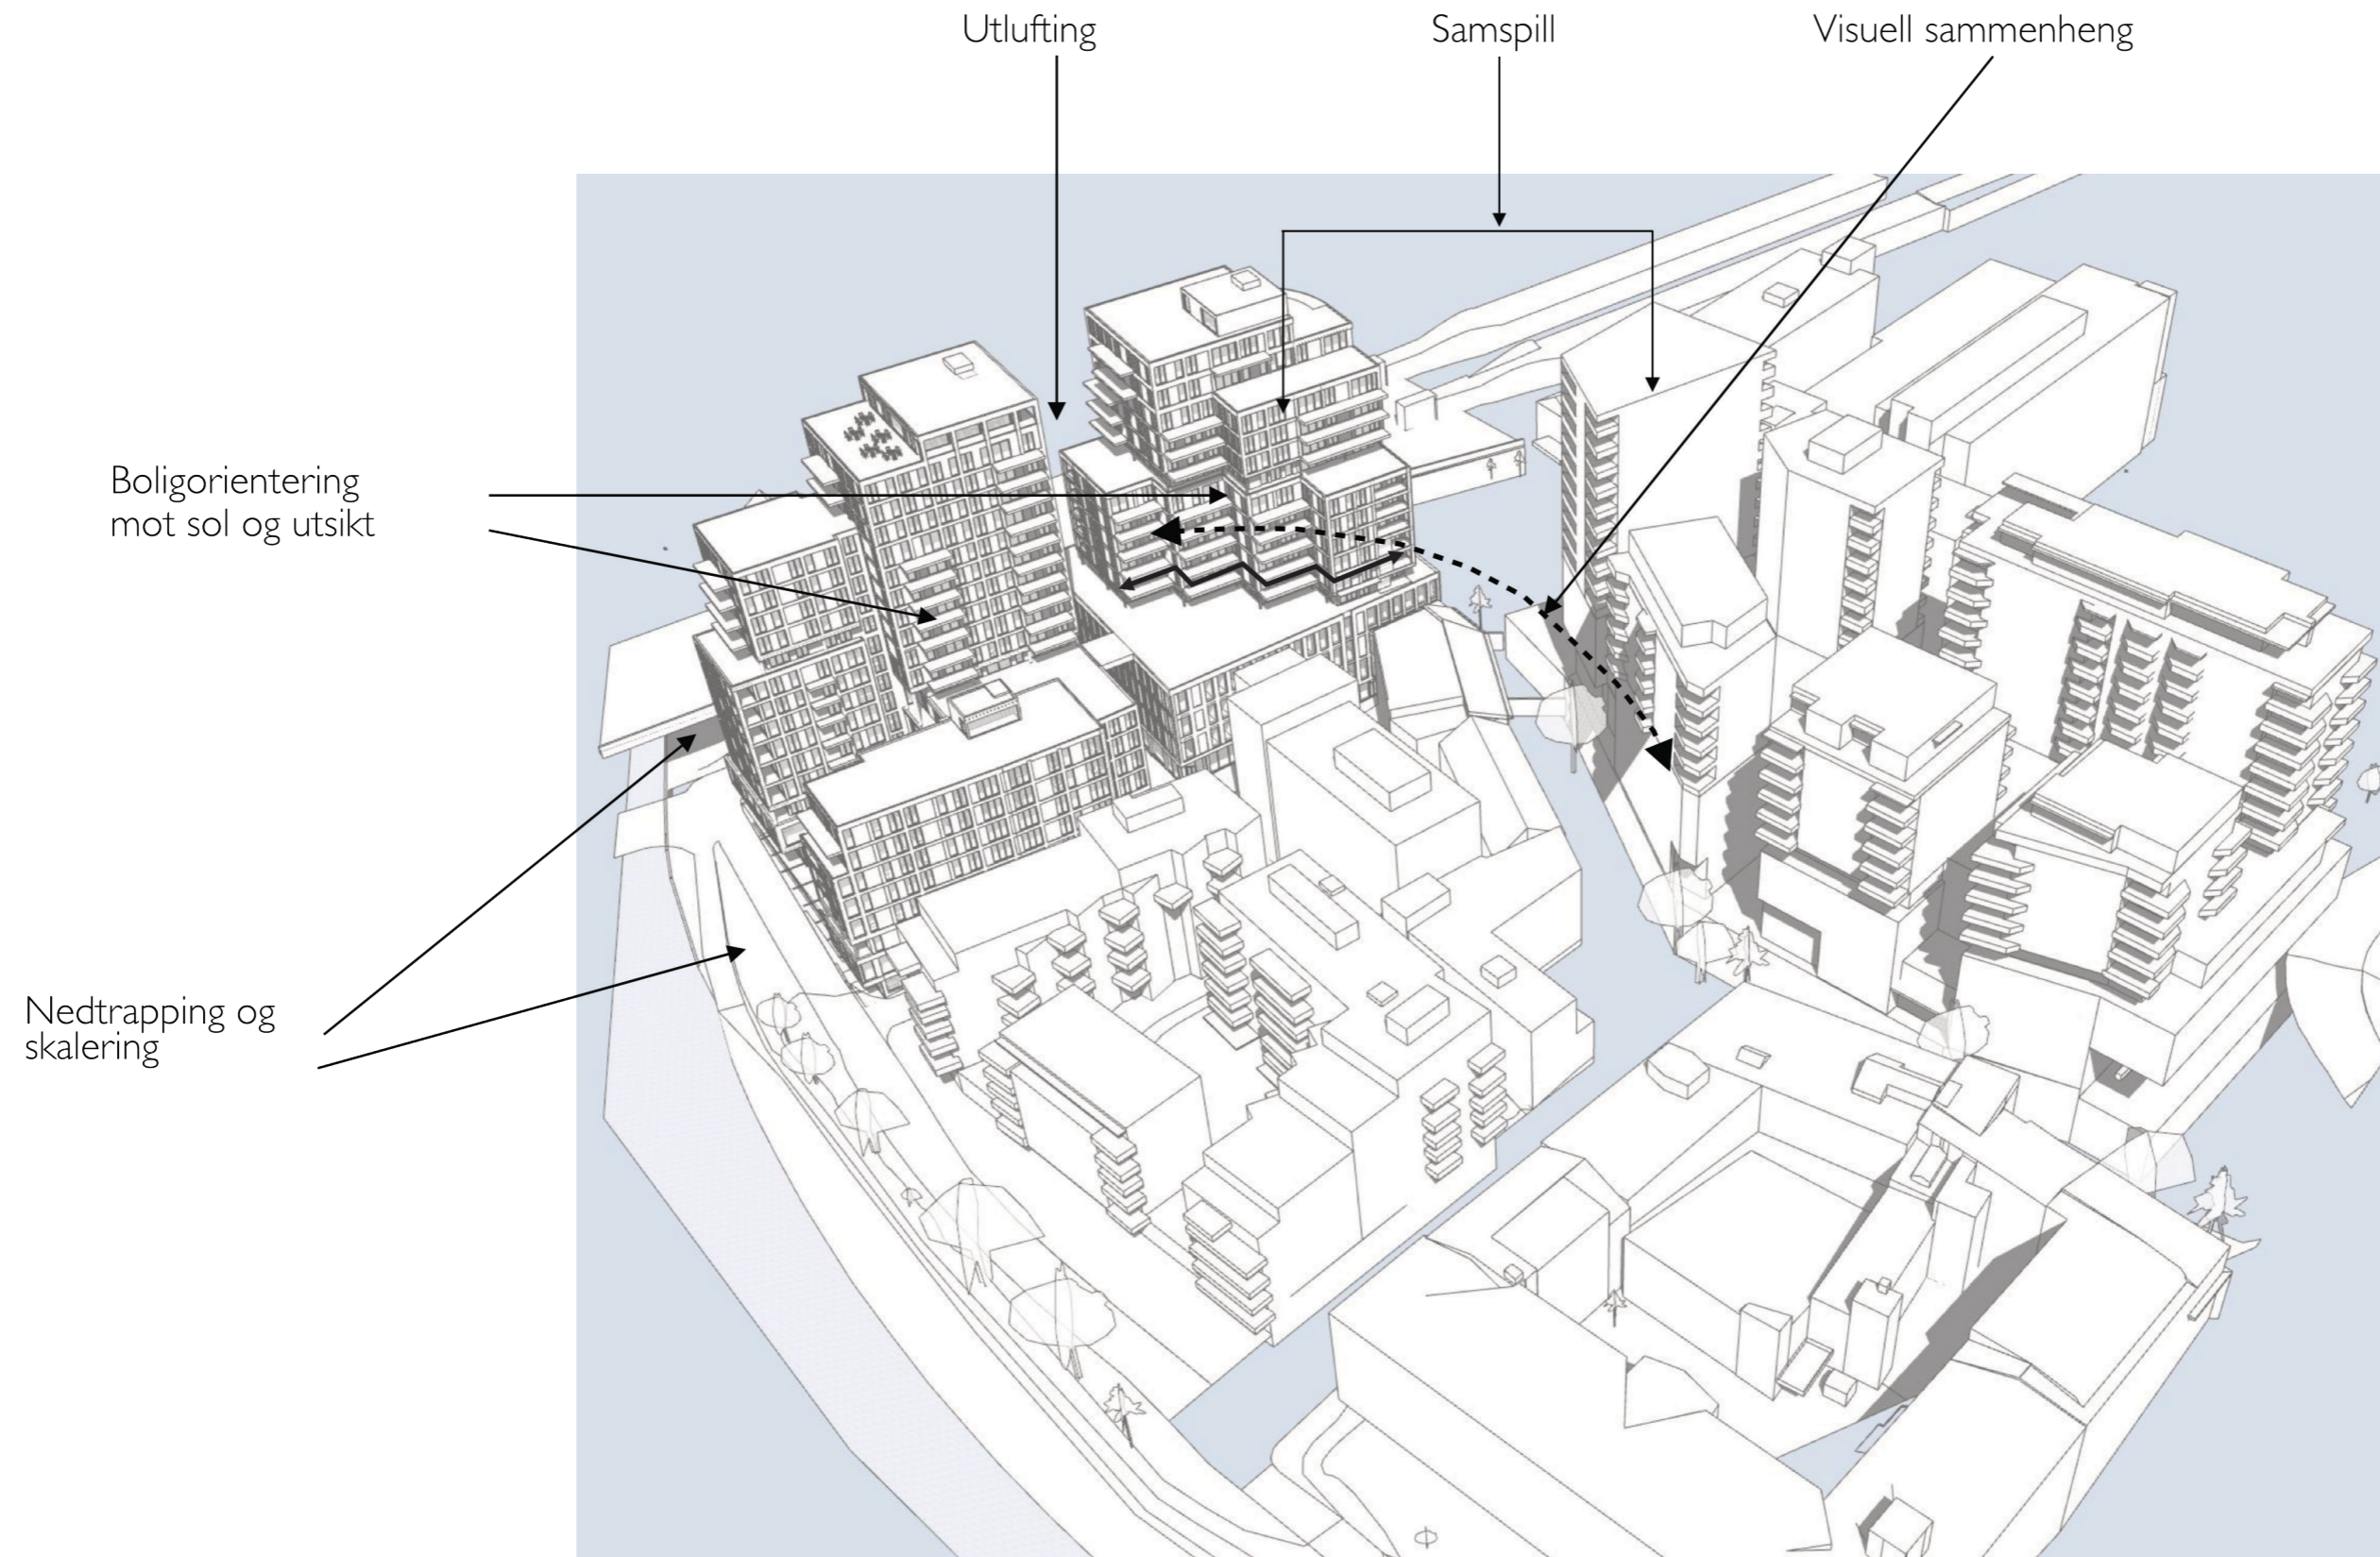 Utlufting
Samspill
Visuell sammenheng
Boligorientering
mot sol og utsikt
Nedtrapping og
skalering